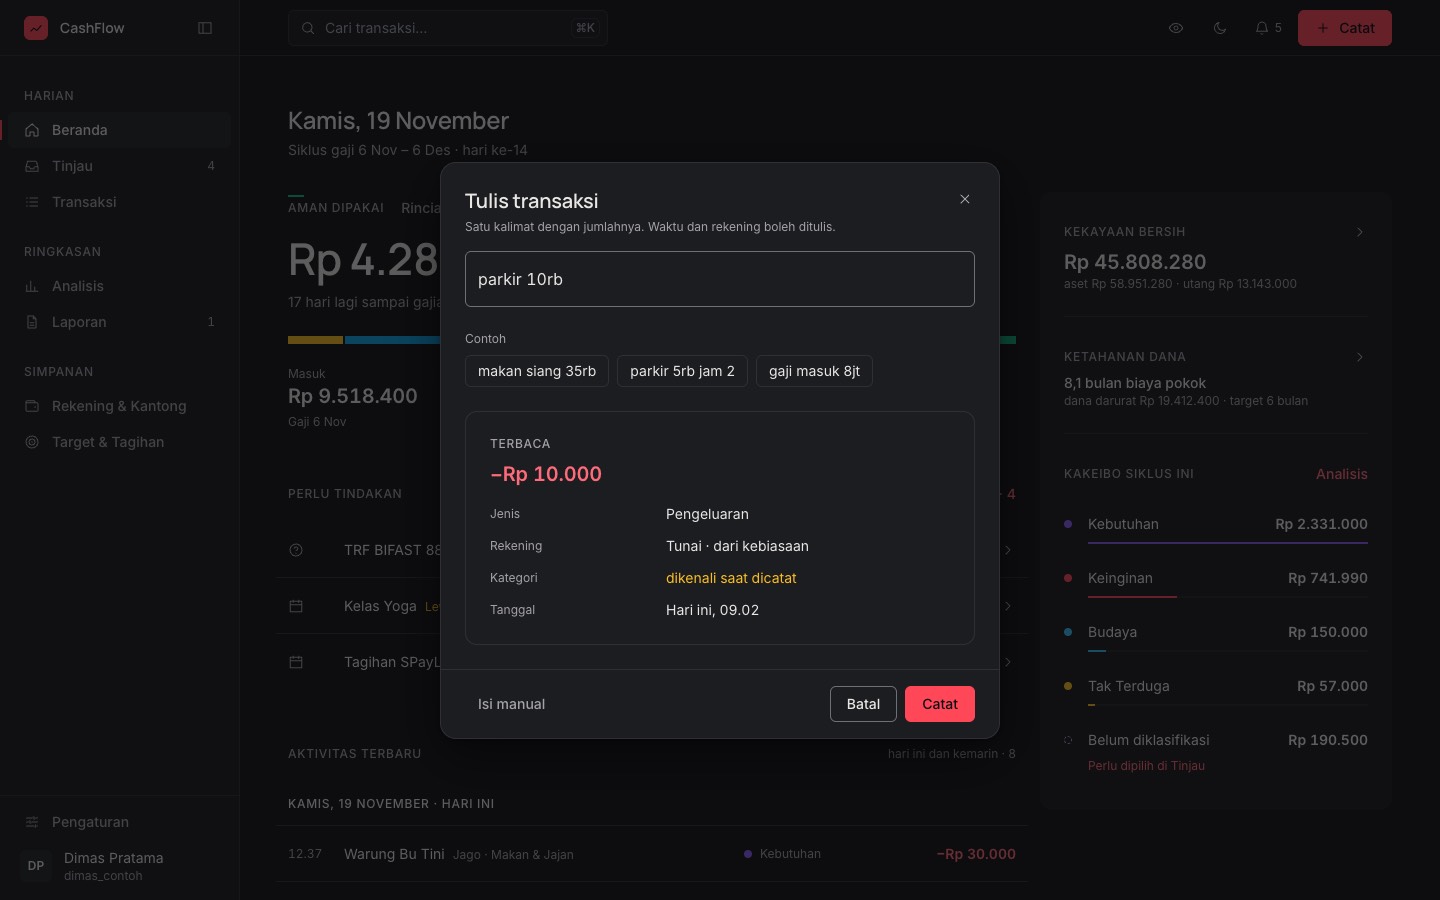 CashFlow
Cari transaksi...
⌘K
5
Catat
HARIAN
Beranda
Tinjau 4
Transaksi
RINGKASAN
Analisis
Laporan 1
SIMPANAN
Rekening & Kantong
Target & Tagihan
Pengaturan
DP
Dimas Pratama
dimas_contoh
Kamis, 19 November
Siklus gaji 6 Nov – 6 Des · hari ke-14
AMAN DIPAKAI
Rp 4.28
17 hari lagi sampai
Masuk
Rp 9.518.400
Gaji 6 Nov
PERLU TINDAKAN
· 4
TRF BIFAST
Kelas Yoga
Tagihan
AKTIVITAS TERBARU
hari ini dan kemarin · 8
KAMIS, 19 NOVEMBER · HARI INI
12.37 Warung Bu Tini Jago · Makan & Jajan Kebutuhan −Rp 30.000
Tulis transaksi
Satu kalimat dengan jumlahnya. Waktu dan rekening boleh ditulis.
parkir 10rb
Contoh
makan siang 35rb
parkir 5rb jam 2
gaji masuk 8jt
TERBACA
−Rp 10.000
Jenis Pengeluaran
Rekening Tunai · dari kebiasaan
Kategori dikenali saat dicatat
Tanggal Hari ini, 09.02
Isi manual
Batal
Catat
KEKAYAAN BERSIH
Rp 45.808.280
aset Rp 58.951.280 · utang Rp 13.143.000
KETAHANAN DANA
8,1 bulan biaya pokok
dana darurat Rp 19.412.400 · target 6 bulan
KAKEIBO SIKLUS INI Analisis
Kebutuhan Rp 2.331.000
Keinginan Rp 741.990
Budaya Rp 150.000
Tak Terduga Rp 57.000
Belum diklasifikasi Rp 190.500
Perlu dipilih di Tinjau